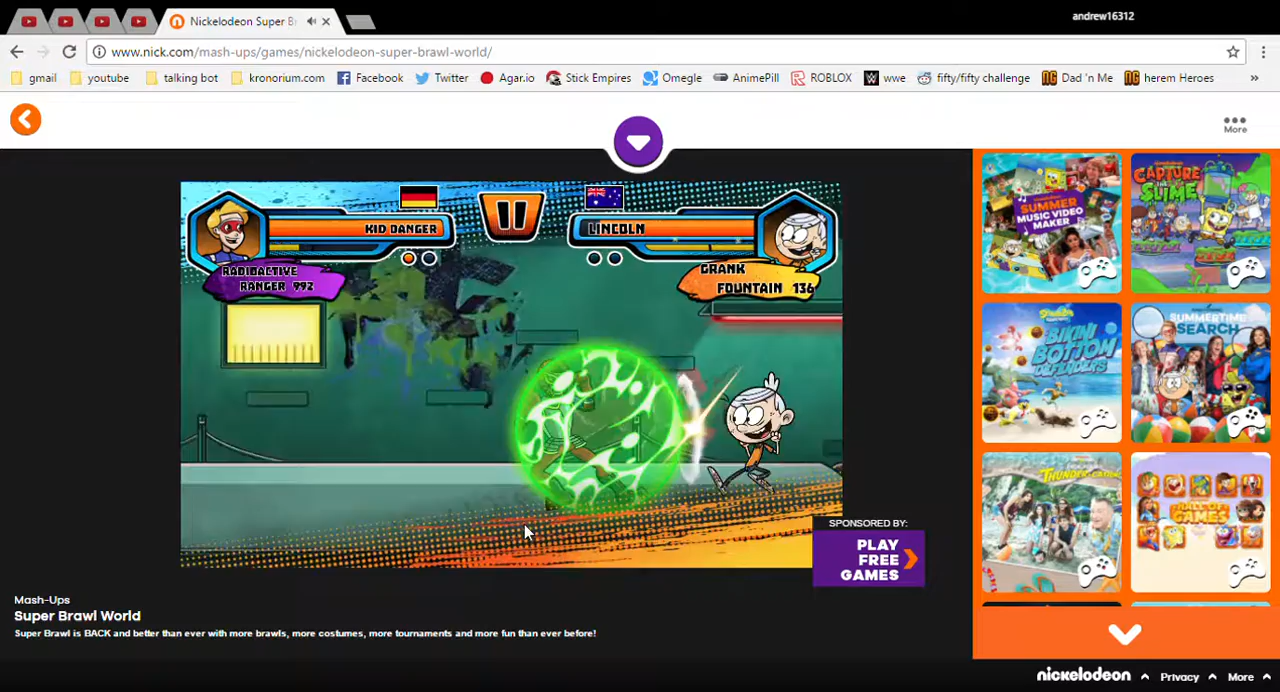 Nickelodeon Super B
andrew16312
www.nick.com/mash-ups/games/nickelodeon-super-brawl-world/
gmail youtube talking bot kronorium.com Facebook Twitter Agar.io Stick Empires Omegle AnimePill ROBLOX wwe fifty/fifty challenge Dad 'n Me herem Heroes »
More
KID DANGER
LINCOLN
RADIOACTIVE
RANGER 992
GRANK
FOUNTAIN 136
SPONSORED BY:
PLAY
FREE
GAMES
SUMMER
MUSIC VIDEO
MAKER
CAPTURE
SLIME
BIKINI
BOTTOM
DEFENDERS
SUMMERTIME
SEARCH
THUNDER
GAMES
Mash-Ups
Super Brawl World
Super Brawl is BACK and better than ever with more brawls, more costumes, more tournaments and more fun than ever before!
nickelodeon
Privacy
More